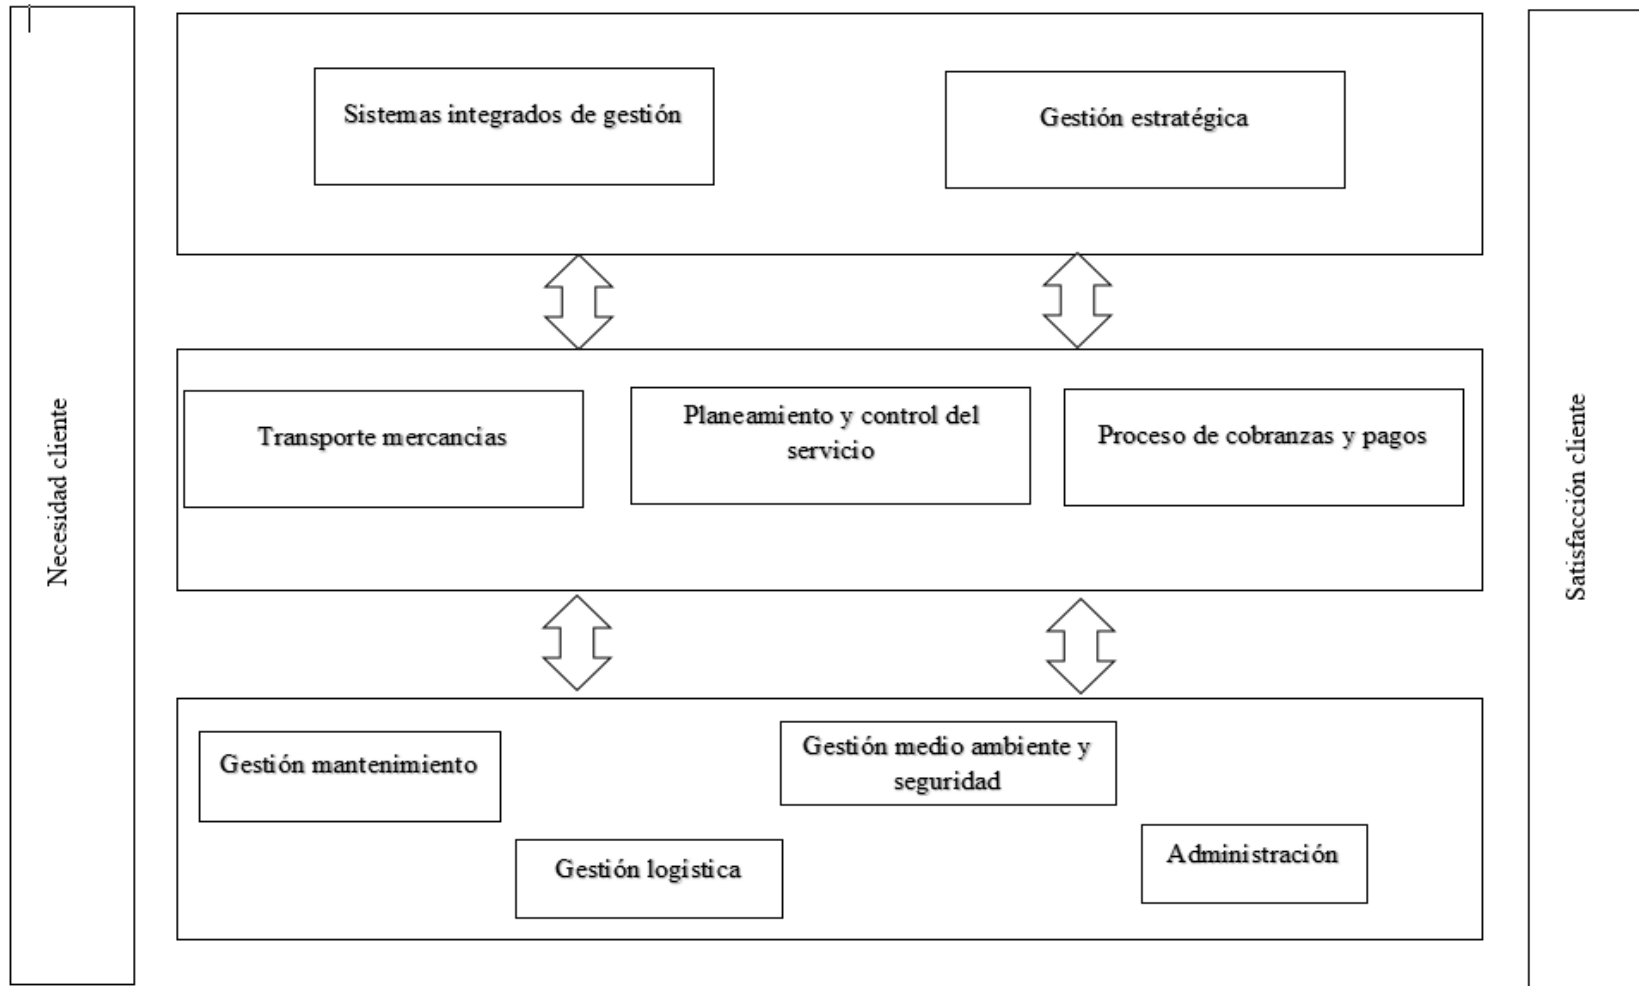 Necesidad cliente
Sistemas integrados de gestión
Gestión estratégica
Transporte mercancias
Planeamiento y control del
servicio
Proceso de cobranzas y pagos
Gestión mantenimiento
Gestión logística
Gestión medio ambiente y
seguridad
Administración
Satisfacción cliente